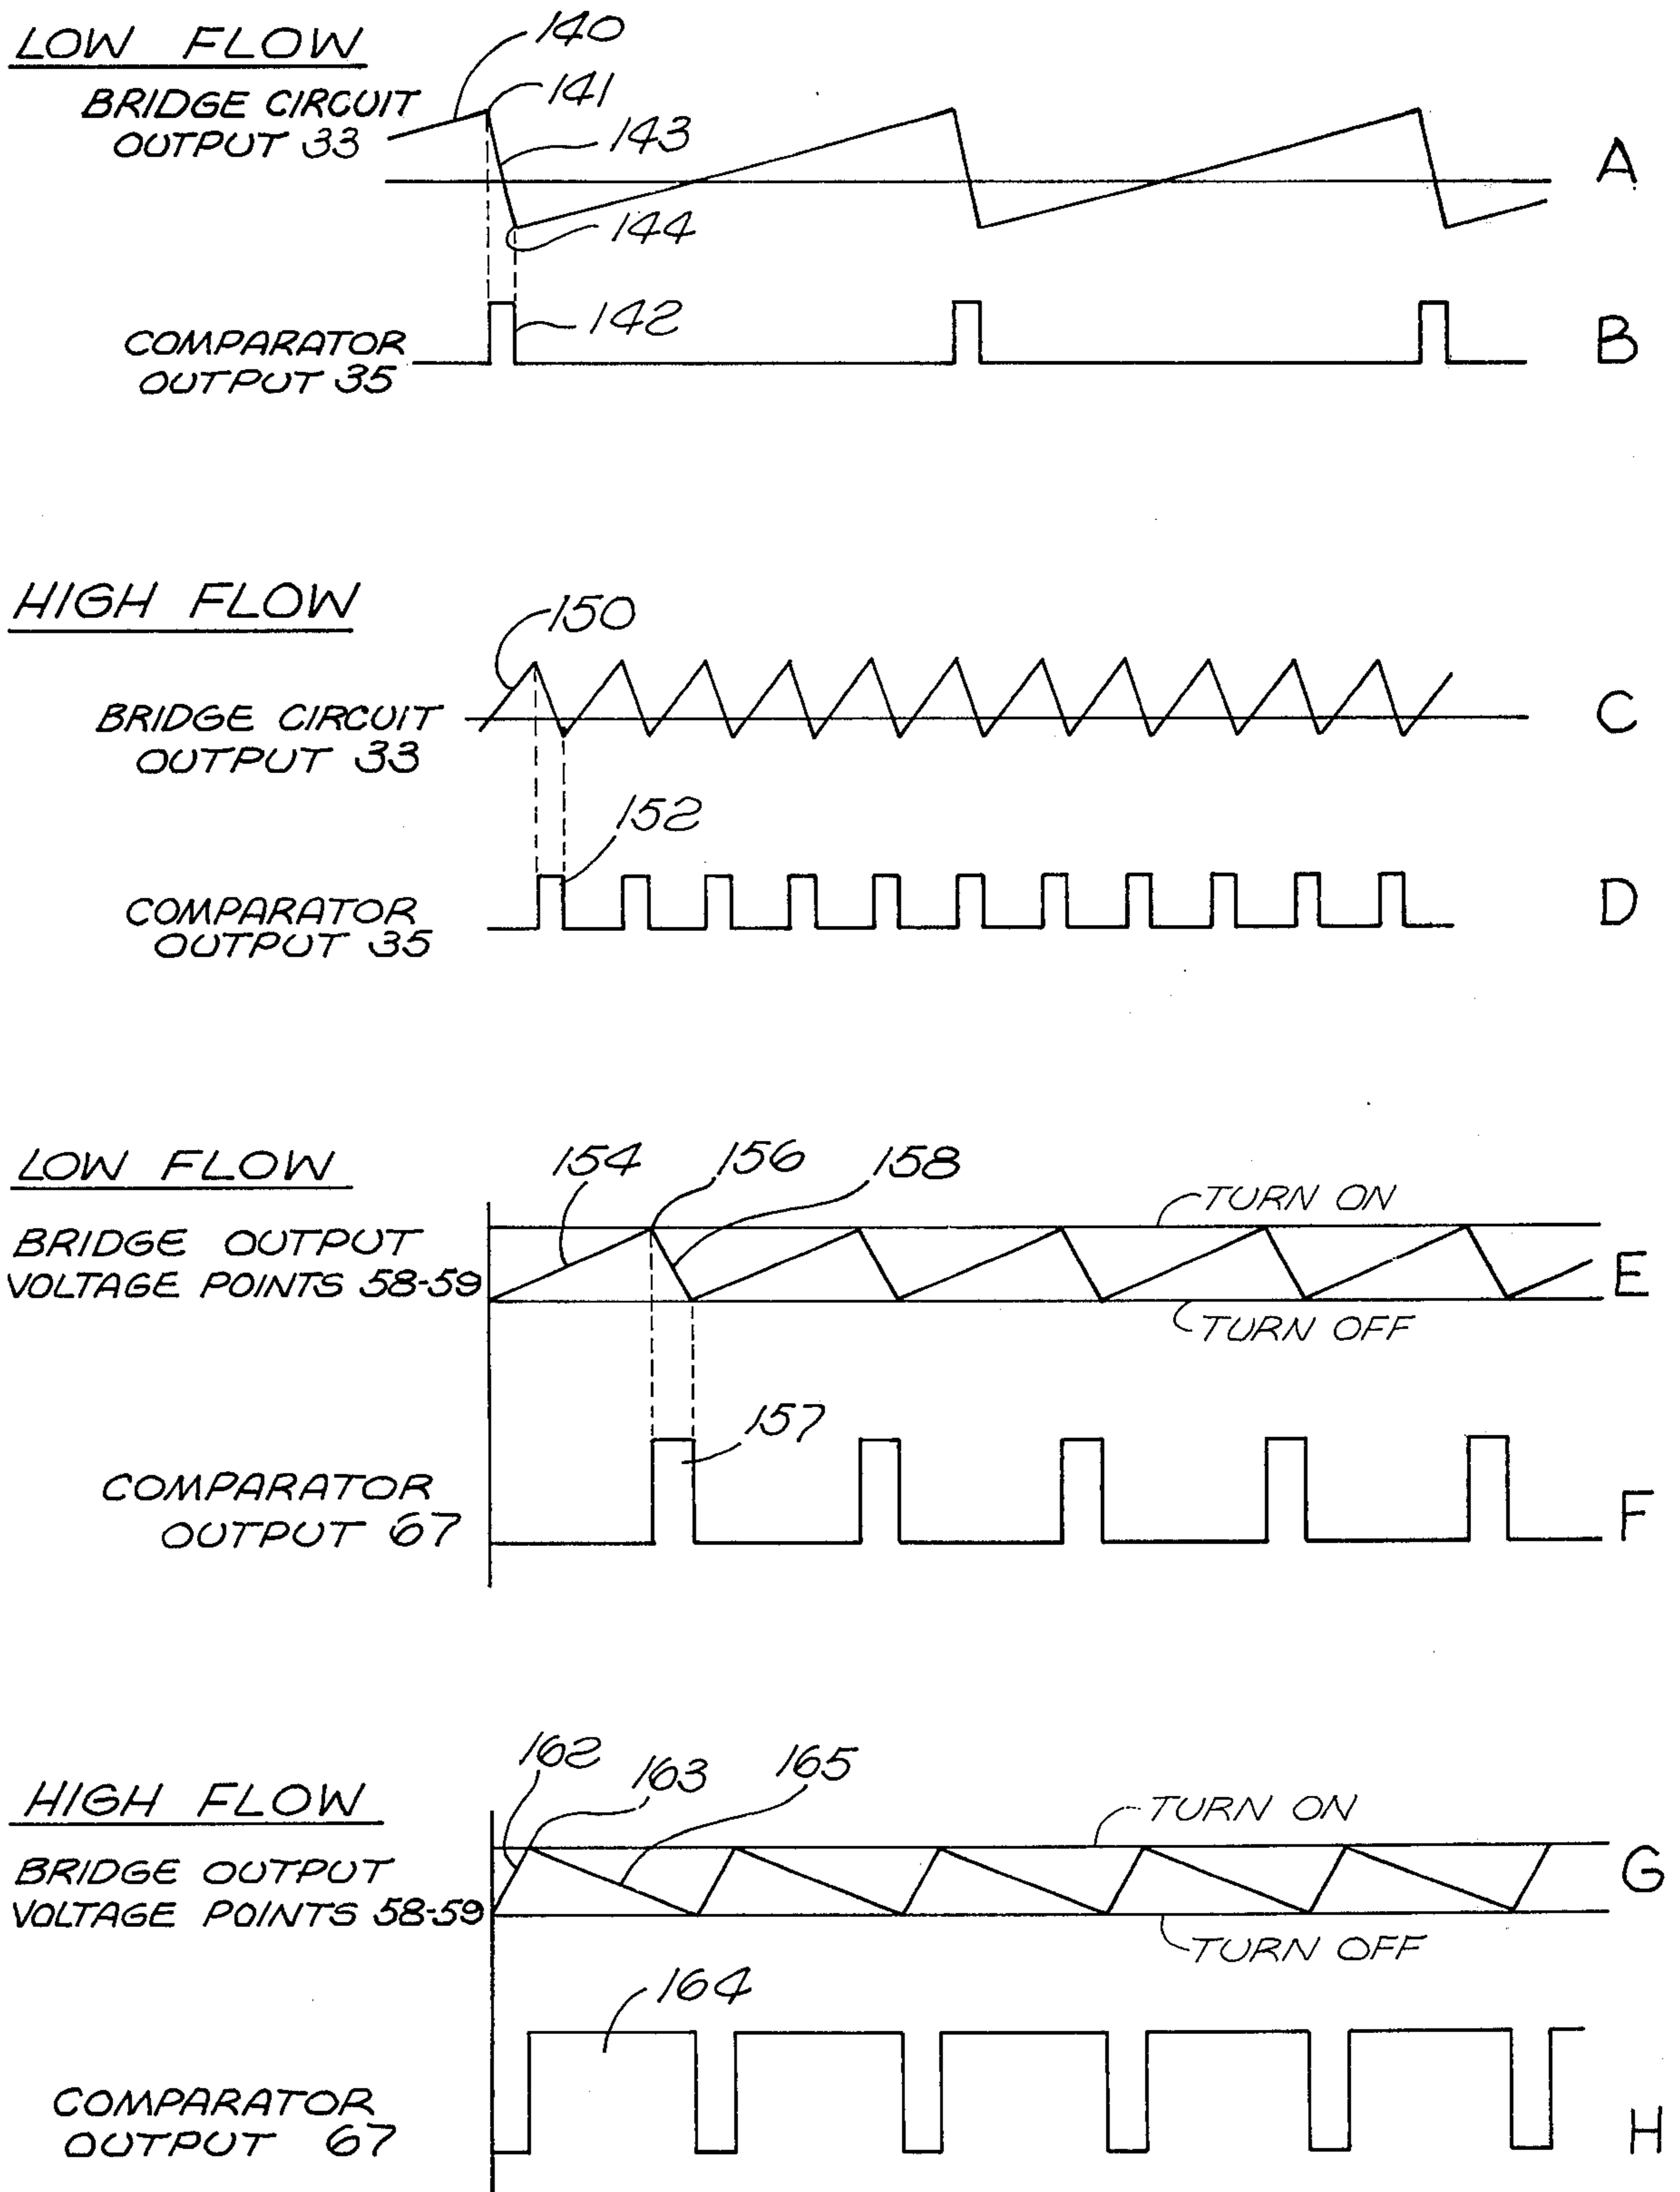 LOW FLOW
140
BRIDGE CIRCUIT
OUTPUT 33
141
143
A
144
COMPARATOR
OUTPUT 35
142
B
HIGH FLOW
150
BRIDGE CIRCUIT
OUTPUT 33
C
152
COMPARATOR
OUTPUT 35
D
LOW FLOW
154
156
158
TURN ON
BRIDGE OUTPUT
VOLTAGE POINTS 58-59
E
TURN OFF
157
COMPARATOR
OUTPUT 67
F
HIGH FLOW
162
163
165
TURN ON
BRIDGE OUTPUT
VOLTAGE POINTS 58-59
G
TURN OFF
164
COMPARATOR
OUTPUT 67
H